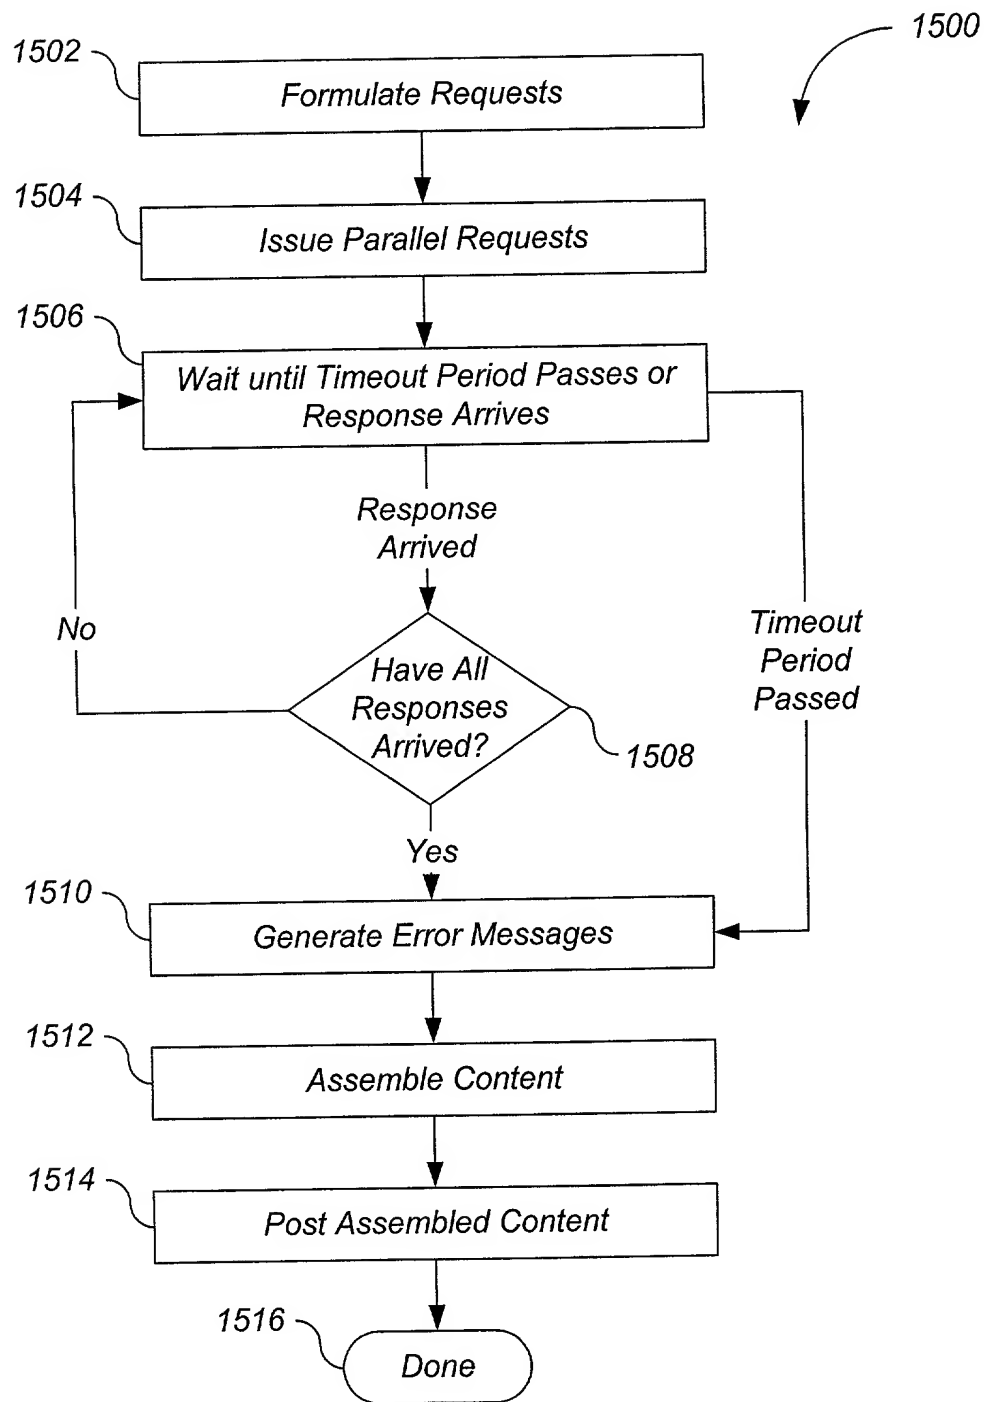 1500
1502
Formulate Requests
1504
Issue Parallel Requests
1506
Wait until Timeout Period Passes or
Response Arrives
Response
Arrived
No
Timeout
Period
Passed
Have All
Responses
Arrived?
1508
Yes
1510
Generate Error Messages
1512
Assemble Content
1514
Post Assembled Content
1516
Done